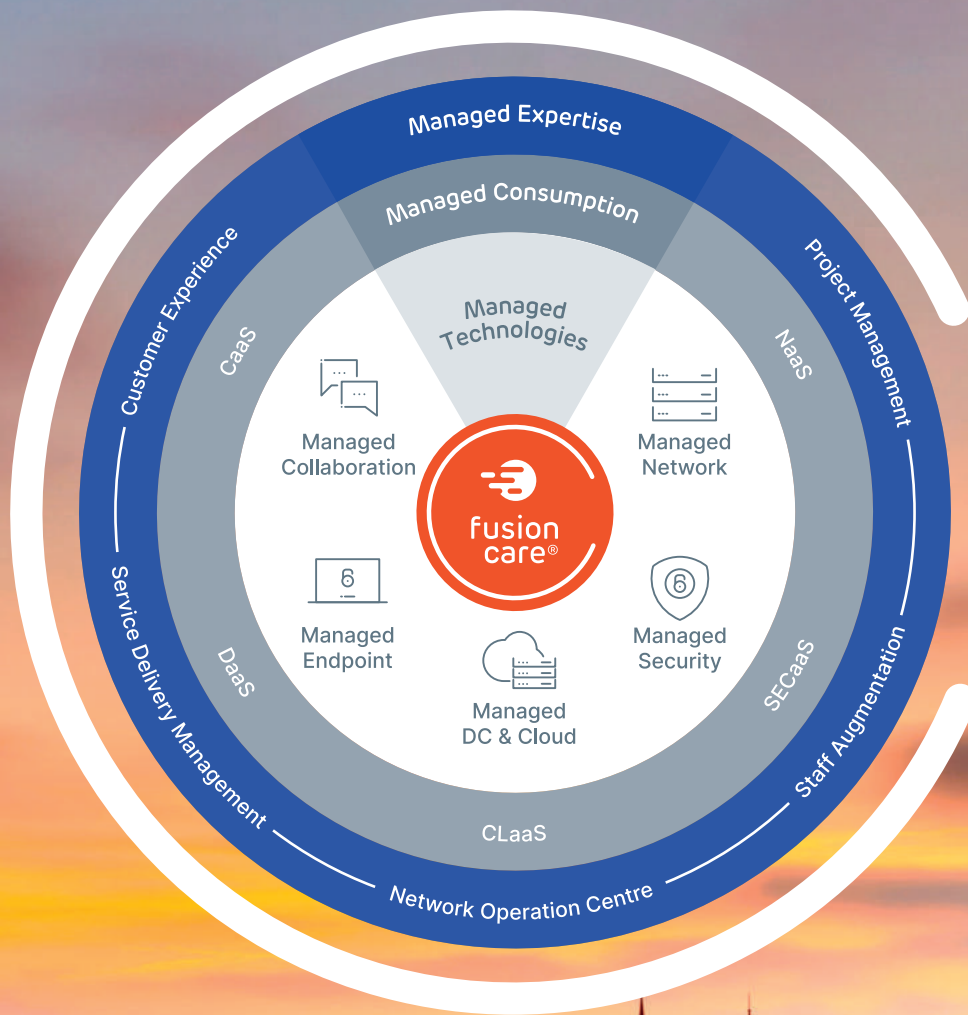 Managed Expertise
Managed Consumption
Managed
Technologies
Customer Experience
Project Management
CaaS
NaaS
Managed
Collaboration
Managed
Network
fusion
care®
Managed
Endpoint
Managed
Security
Managed
DC & Cloud
DaaS
SECaaS
CLaaS
Service Delivery Management
Staff Augmentation
Network Operation Centre